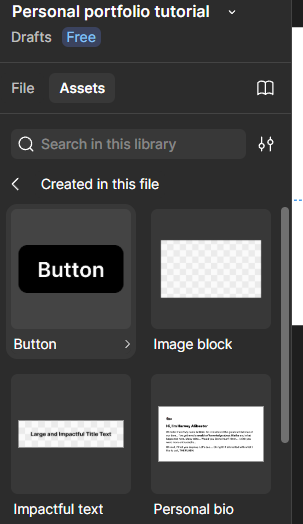 Personal portfolio tutorial
Drafts Free
File Assets
Search in this library
Created in this file
Button
Button
Image block
Large and Impactful Title Text
Impactful text
Personal bio